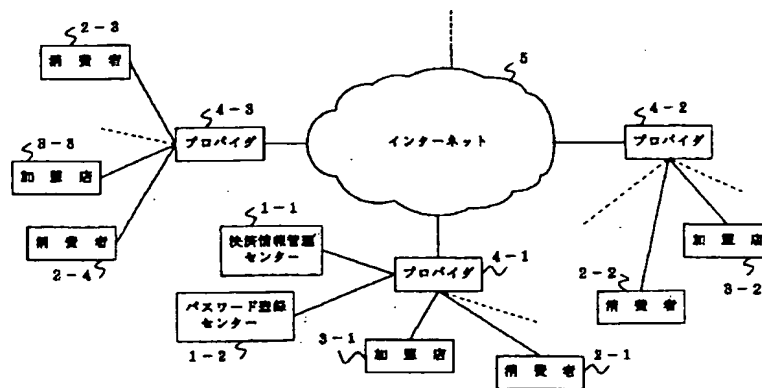 2-3
消費者
5
4-3
4-2
プロバイダ
インターネット
プロバイダ
3-3
加盟店
1-1
消費者
決済情報管理
センター
2-4
プロバイダ
4-1
加盟店
2-2
3-2
パスワード登録
センター
消費者
3-1
1-2
加盟店
2-1
消費者